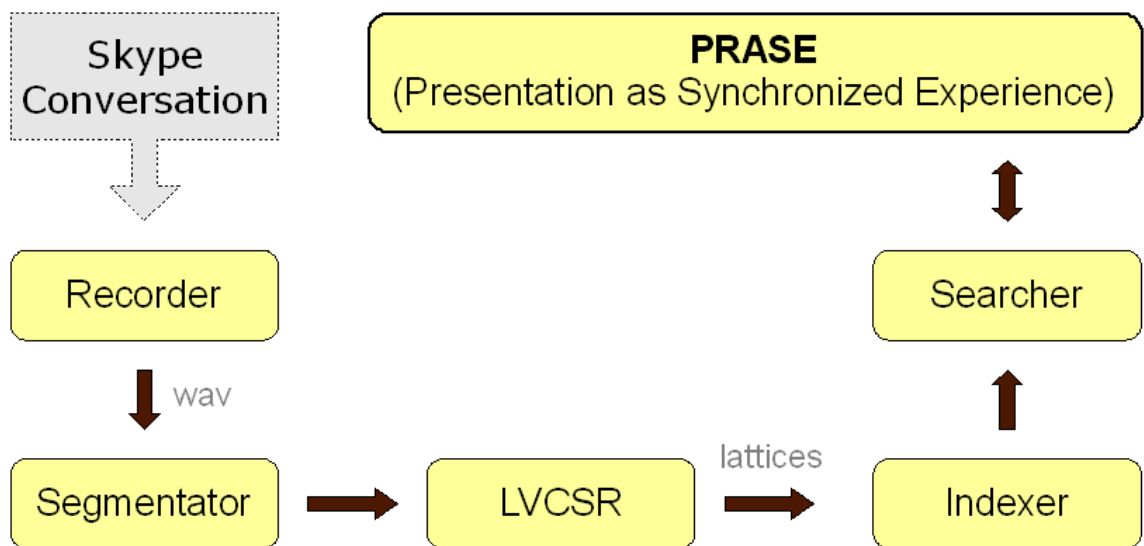 Skype
Conversation
PRASE
(Presentation as Synchronized Experience)
Recorder
Searcher
wav
Segmentator
LVCSR
lattices
Indexer